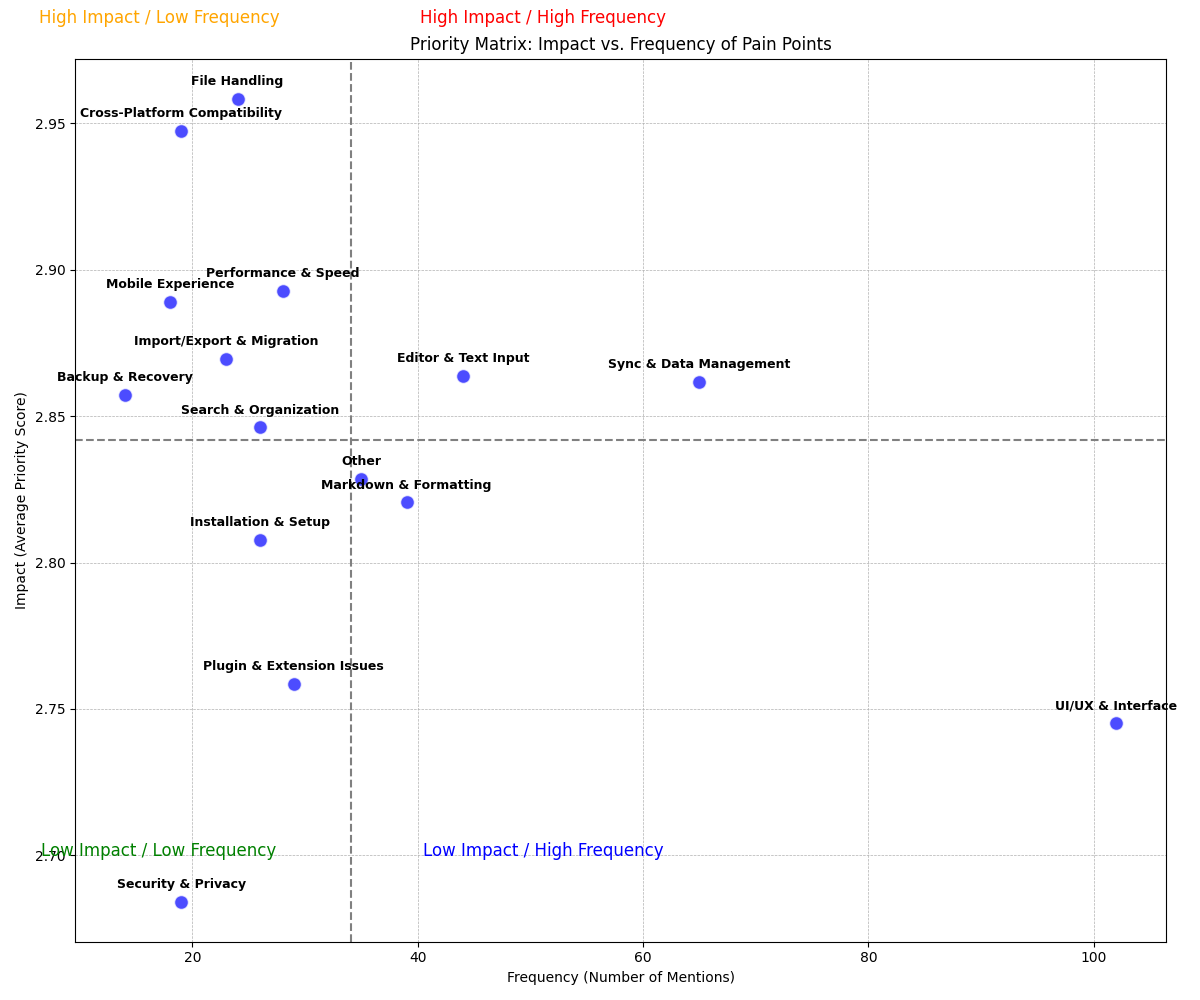 High Impact / Low Frequency
High Impact / High Frequency
Priority Matrix: Impact vs. Frequency of Pain Points
File Handling
Cross-Platform Compatibility
2.95
Performance & Speed
2.90
Mobile Experience
Import/Export & Migration
Editor & Text Input
Sync & Data Management
Backup & Recovery
Search & Organization
2.85
Other
Markdown & Formatting
Installation & Setup
2.80
Plugin & Extension Issues
2.75
UI/UX & Interface
Low Impact / Low Frequency
Low Impact / High Frequency
2.70
Security & Privacy
Impact (Average Priority Score)
20
40
60
80
100
Frequency (Number of Mentions)